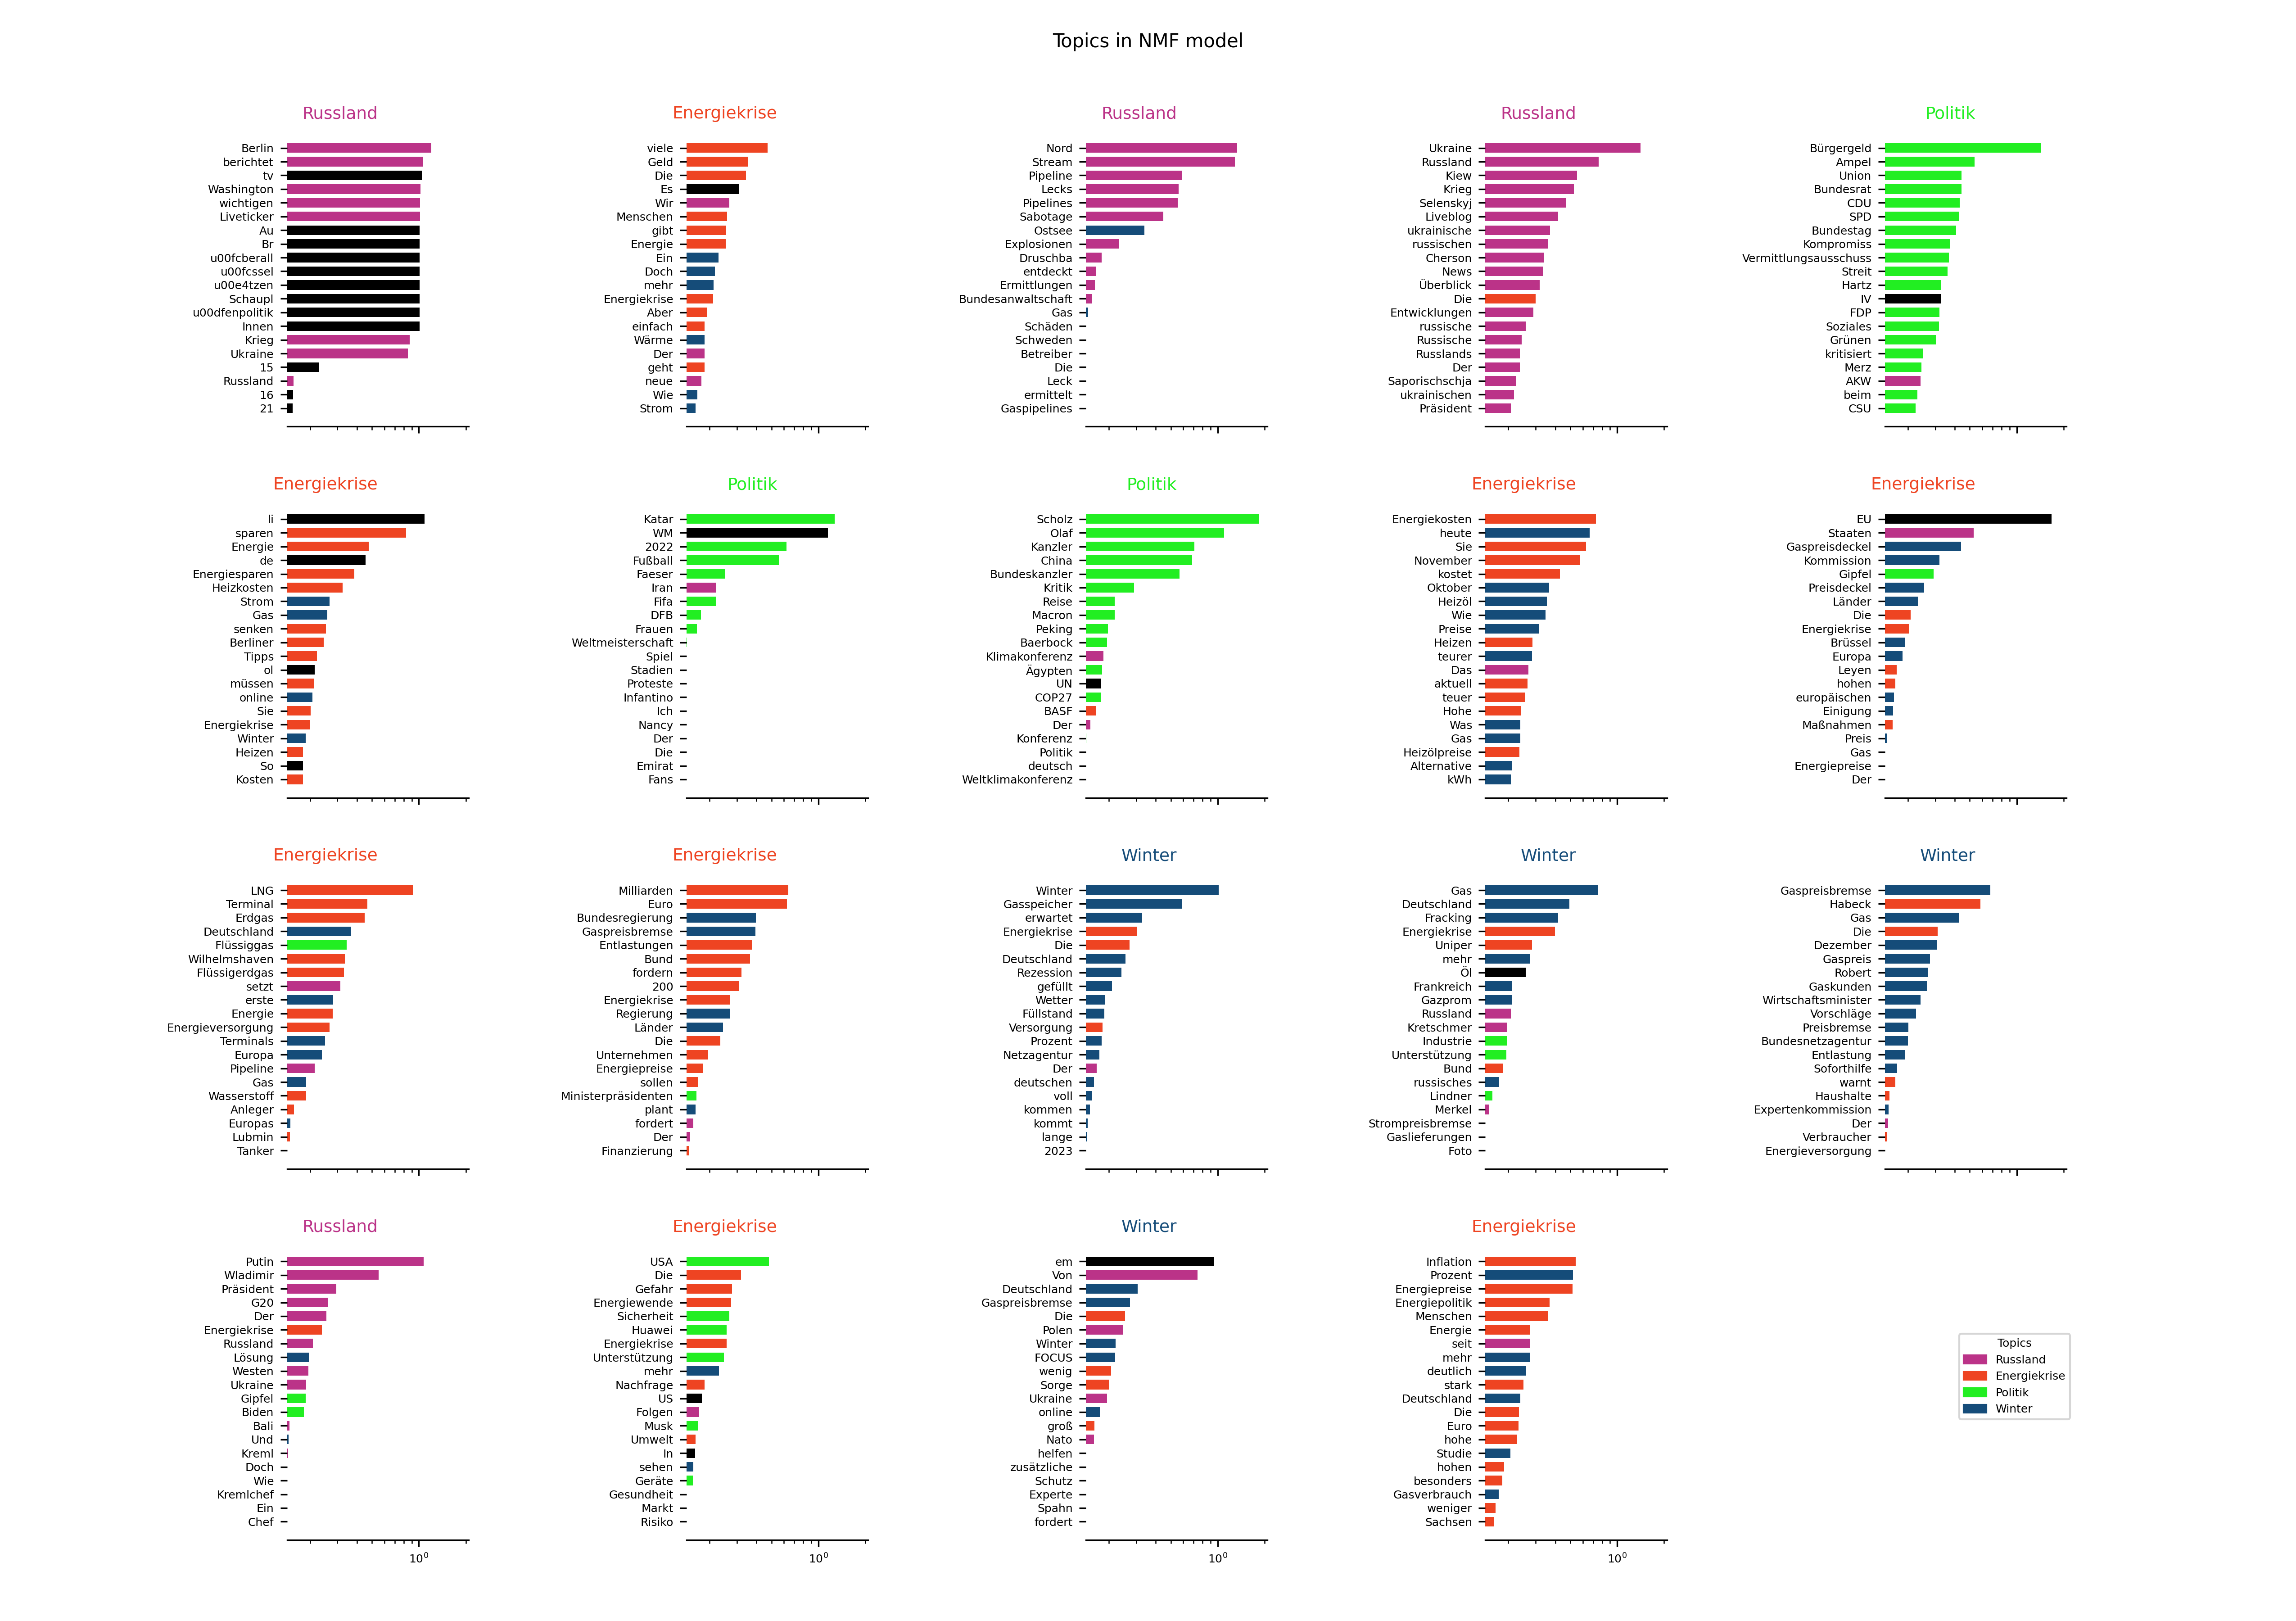 Topics in NMF model
Russland
Berlin
berichtet
tv
Washington
wichtigen
Liveticker
Au
Br
u00fcberall
u00fcssel
u00e4tzen
Schaupl
u00dfenpolitik
Innen
Krieg
Ukraine
15
Russland
16
21
Energiekrise
viele
Geld
Die
Es
Wir
Menschen
gibt
Energie
Ein
Doch
mehr
Energiekrise
Aber
einfach
Wärme
Der
geht
neue
Wie
Strom
Russland
Nord
Stream
Pipeline
Lecks
Pipelines
Sabotage
Ostsee
Explosionen
Druschba
entdeckt
Ermittlungen
Bundesanwaltschaft
Gas
Schäden
Schweden
Betreiber
Die
Leck
ermittelt
Gaspipelines
Russland
Ukraine
Russland
Kiew
Krieg
Selenskyj
Liveblog
ukrainische
russischen
Cherson
News
Überblick
Die
Entwicklungen
russische
Russische
Russlands
Der
Saporischschja
ukrainischen
Präsident
Politik
Bürgergeld
Ampel
Union
Bundesrat
CDU
SPD
Bundestag
Kompromiss
Vermittlungsausschuss
Streit
Hartz
IV
FDP
Soziales
Grünen
kritisiert
Merz
AKW
beim
CSU
Energiekrise
li
sparen
Energie
de
Energiesparen
Heizkosten
Strom
Gas
senken
Berliner
Tipps
ol
müssen
online
Sie
Energiekrise
Winter
Heizen
So
Kosten
Politik
Katar
WM
2022
Fußball
Faeser
Iran
Fifa
DFB
Frauen
Weltmeisterschaft
Spiel
Stadien
Proteste
Infantino
Ich
Nancy
Der
Die
Emirat
Fans
Politik
Scholz
Olaf
Kanzler
China
Bundeskanzler
Kritik
Reise
Macron
Peking
Baerbock
Klimakonferenz
Ägypten
UN
COP27
BASF
Der
Konferenz
Politik
deutsch
Weltklimakonferenz
Energiekrise
Energiekosten
heute
Sie
November
kostet
Oktober
Heizöl
Wie
Preise
Heizen
teurer
Das
aktuell
teuer
Hohe
Was
Gas
Heizölpreise
Alternative
kWh
Energiekrise
EU
Staaten
Gaspreisdeckel
Kommission
Gipfel
Preisdeckel
Länder
Die
Energiekrise
Brüssel
Europa
Leyen
hohen
europäischen
Einigung
Maßnahmen
Preis
Gas
Energiepreise
Der
Energiekrise
LNG
Terminal
Erdgas
Deutschland
Flüssiggas
Wilhelmshaven
Flüssigerdgas
setzt
erste
Energie
Energieversorgung
Terminals
Europa
Pipeline
Gas
Wasserstoff
Anleger
Europas
Lubmin
Tanker
Energiekrise
Milliarden
Euro
Bundesregierung
Gaspreisbremse
Entlastungen
Bund
fordern
200
Energiekrise
Regierung
Länder
Die
Unternehmen
Energiepreise
sollen
Ministerpräsidenten
plant
fordert
Der
Finanzierung
Winter
Winter
Gasspeicher
erwartet
Energiekrise
Die
Deutschland
Rezession
gefüllt
Wetter
Füllstand
Versorgung
Prozent
Netzagentur
Der
deutschen
voll
kommen
kommt
lange
2023
Winter
Gas
Deutschland
Fracking
Energiekrise
Uniper
mehr
Öl
Frankreich
Gazprom
Russland
Kretschmer
Industrie
Unterstützung
Bund
russisches
Lindner
Merkel
Strompreisbremse
Gaslieferungen
Foto
Winter
Gaspreisbremse
Habeck
Gas
Die
Dezember
Gaspreis
Robert
Gaskunden
Wirtschaftsminister
Vorschläge
Preisbremse
Bundesnetzagentur
Entlastung
Soforthilfe
warnt
Haushalte
Expertenkommission
Der
Verbraucher
Energieversorgung
Russland
Putin
Wladimir
Präsident
G20
Der
Energiekrise
Russland
Lösung
Westen
Ukraine
Gipfel
Biden
Bali
Und
Kreml
Doch
Wie
Kremlchef
Ein
Chef
10⁰
Energiekrise
USA
Die
Gefahr
Energiewende
Sicherheit
Huawei
Energiekrise
Unterstützung
mehr
Nachfrage
US
Folgen
Musk
Umwelt
In
sehen
Geräte
Gesundheit
Markt
Risiko
10⁰
Winter
em
Von
Deutschland
Gaspreisbremse
Die
Polen
Winter
FOCUS
wenig
Sorge
Ukraine
online
groß
Nato
helfen
zusätzliche
Schutz
Experte
Spahn
fordert
10⁰
Energiekrise
Inflation
Prozent
Energiepreise
Energiepolitik
Menschen
Energie
seit
mehr
deutlich
stark
Deutschland
Die
Euro
hohe
Studie
hohen
besonders
Gasverbrauch
weniger
Sachsen
10⁰
Topics
Russland
Energiekrise
Politik
Winter